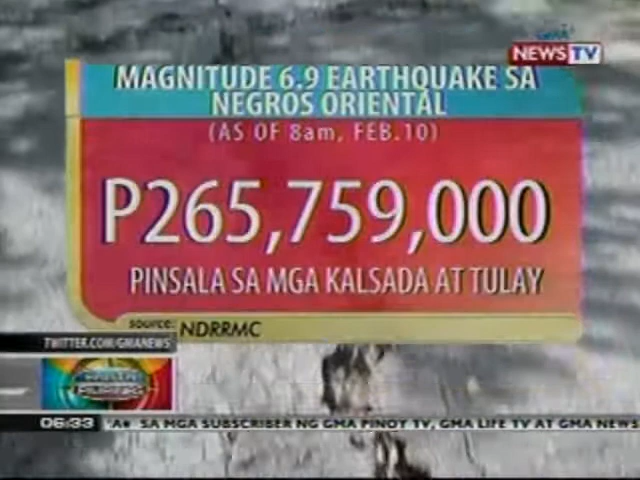 NEWSTV
MAGNITUDE 6.9 EARTHQUAKE SA
NEGROS ORIENTAL
(AS OF 8am, FEB.10)
P265,759,000
PINSALA SA MGA KALSADA AT TULAY
source: NDRRMC
TWITTER.COM/GMANEWS
06:33 SA MGA SUBSCRIBER NG GMA PINOY TV, GMA LIFE TV AT GMA NEWS